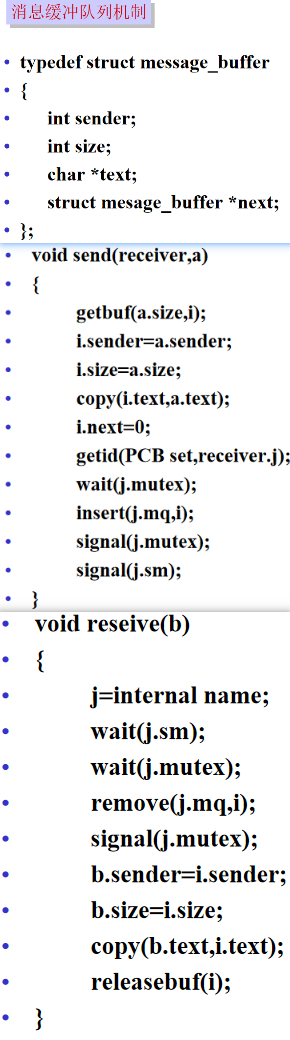 消息缓冲队列机制
• typedef struct message_buffer
• {
• int sender;
• int size;
• char *text;
• struct mesage_buffer *next;
• };
• void send(receiver,a)
• {
• getbuf(a.size,i);
• i.sender=a.sender;
• i.size=a.size;
• copy(i.text,a.text);
• i.next=0;
• getid(PCB set,receiver.j);
• wait(j.mutex);
• insert(j.mq,i);
• signal(j.mutex);
• signal(j.sm);
• }
• void reseive(b)
• {
• j=internal name;
• wait(j.sm);
• wait(j.mutex);
• remove(j.mq,i);
• signal(j.mutex);
• b.sender=i.sender;
• b.size=i.size;
• copy(b.text,i.text);
• releasebuf(i);
• }